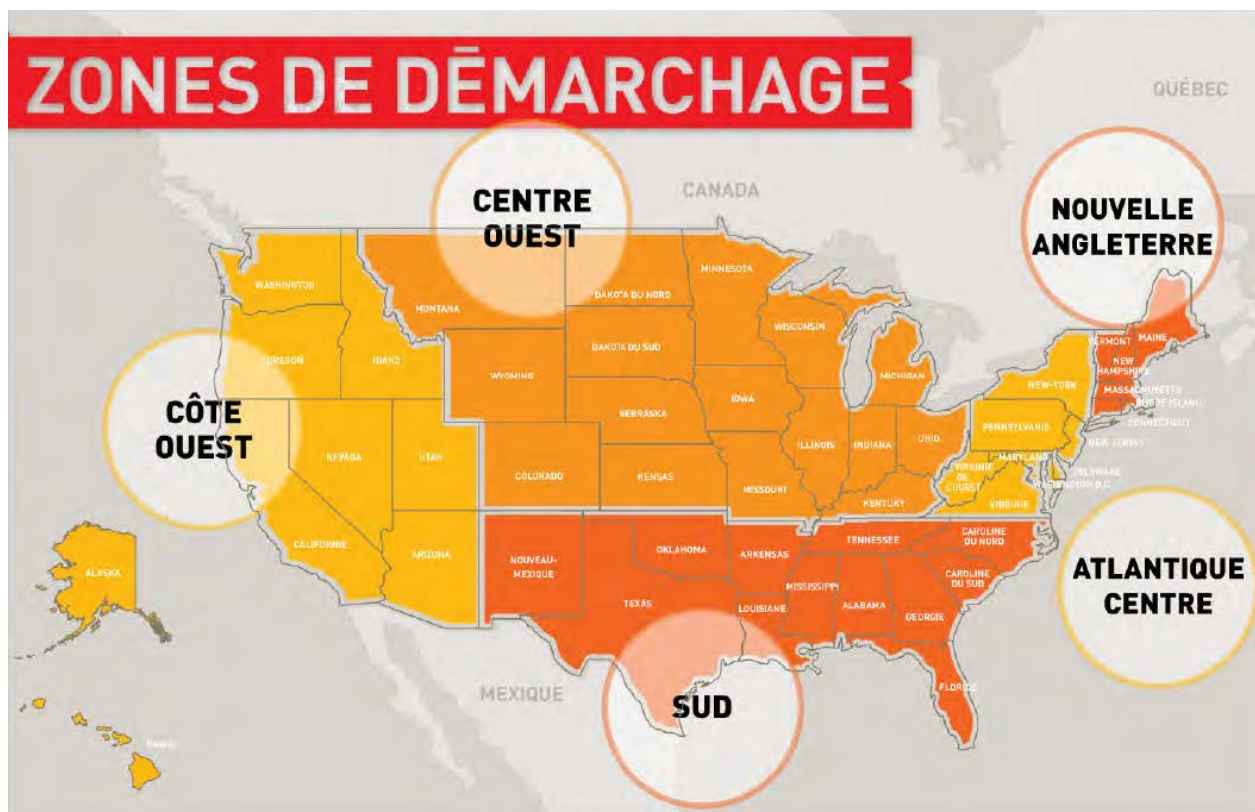 ZONES DE DĒMARCHAGE
QUÉBEC
CANADA
CENTRE
OUEST
NOUVELLE
ANGLETERRE
WASHINGTON
MONTANA
DAKOTA DU NORD
MINNESOTA
VERMONT
MAINE
OREGON
IDAHO
WYOMING
DAKOTA DU SUD
WISCONSIN
MICHIGAN
NEW
HAMPSHIRE
NEW-YORK
MASSACHUSETTS
RHODE ISLAND
CONNECTICUT
CÔTE
OUEST
NEVADA
UTAH
COLORADO
NEBRASKA
KENSAS
IOWA
ILLINOIS
INDIANA
OHIO
PENNSYLVANIE
NEW JERSEY
MARYLAND
DELAWARE
WASHINGTON D.C.
VIRGINIE
DE
L'OUEST
VIRGINIE
MISSOURI
KENTUKY
CALIFORNIE
ARIZONA
NOUVEAU-
MEXIQUE
OKLAHOMA
ARKENSAS
TENNESSEE
CAROLINE
DU NORD
CAROLINE
DU SUD
ALASKA
TEXAS
LOUISIANE
MISSISSIPPI
ALABAMA
GEORGIE
ATLANTIQUE
CENTRE
FLORIDE
MEXIQUE
SUD